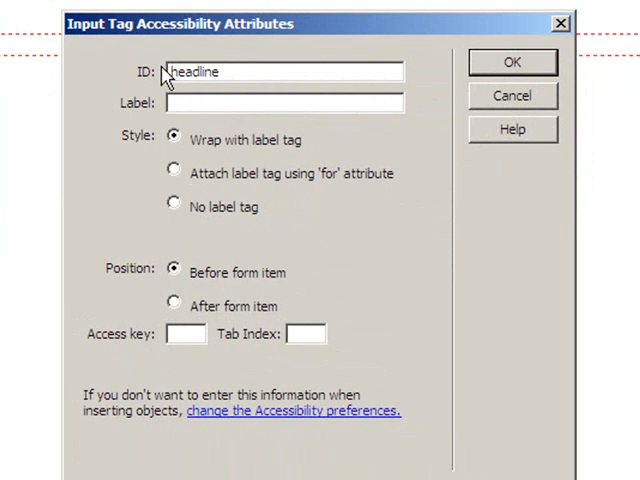 Input Tag Accessibility Attributes
ID: headline
OK
Label:
Cancel
Style: Wrap with label tag
Help
Attach label tag using 'for' attribute
No label tag
Position: Before form item
After form item
Access key: Tab Index:
If you don't want to enter this information when
inserting objects, change the Accessibility preferences.